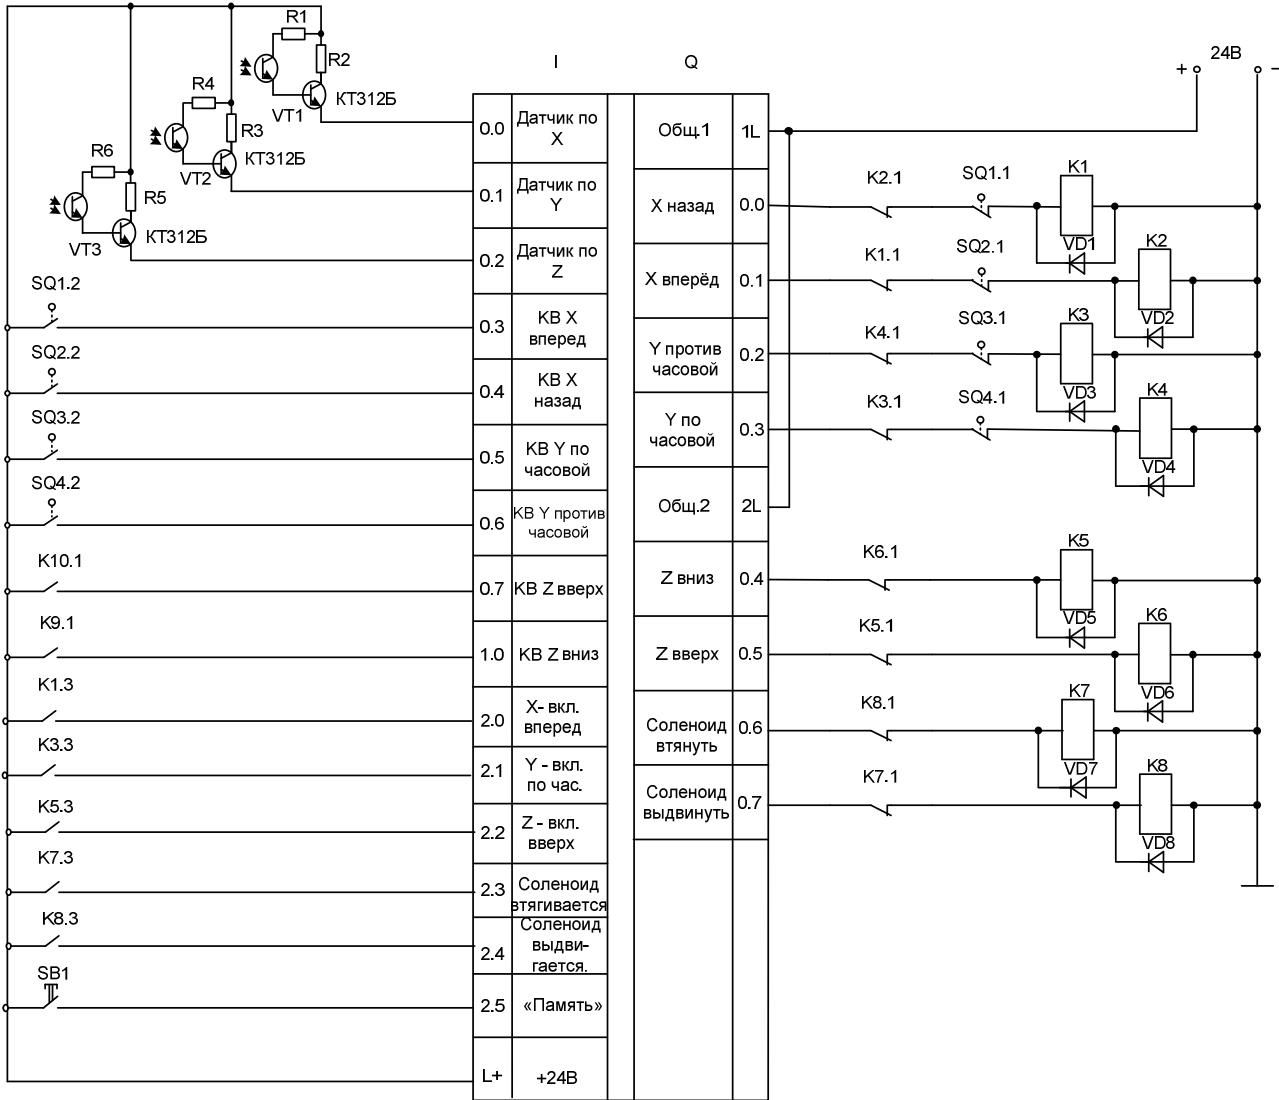 R1
R2
КТ312Б
VT1
R4
R3
КТ312Б
VT2
R6
R5
КТ312Б
VT3
SQ1.2
SQ2.2
SQ3.2
SQ4.2
K10.1
K9.1
K1.3
K3.3
K5.3
K7.3
K8.3
SB1
I
0.0
Датчик по
X
0.1
Датчик по
Y
0.2
Датчик по
Z
0.3
КВ X
вперед
0.4
КВ X
назад
0.5
КВ Y по
часовой
0.6
КВ Y против
часовой
0.7
КВ Z вверх
1.0
КВ Z вниз
2.0
X- вкл.
вперед
2.1
Y - вкл.
по час.
2.2
Z - вкл.
вверх
2.3
Соленоид
втягивается
2.4
Соленоид
выдви-
гается.
2.5
«Память»
L+
+24В
Q
Общ.1
1L
X назад
0.0
X вперёд
0.1
Y против
часовой
0.2
Y по
часовой
0.3
Общ.2
2L
Z вниз
0.4
Z вверх
0.5
Соленоид
втянуть
0.6
Соленоид
выдвинуть
0.7
+
24В
−
K2.1
SQ1.1
K1
VD1
K1.1
SQ2.1
K2
VD2
K4.1
SQ3.1
K3
VD3
K3.1
SQ4.1
K4
VD4
K6.1
K5
VD5
K5.1
K6
VD6
K8.1
K7
VD7
K7.1
K8
VD8